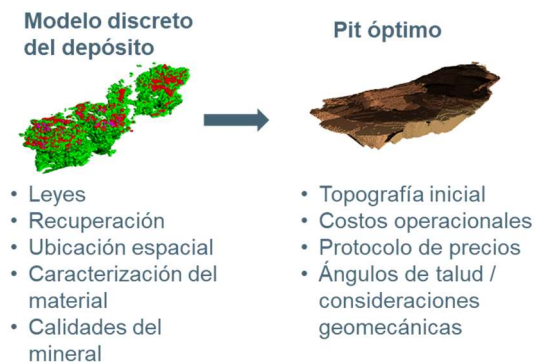 Modelo discreto
del depósito
• Leyes
• Recuperación
• Ubicación espacial
• Caracterización del
material
• Calidades del
mineral
Pit óptimo
• Topografía inicial
• Costos operacionales
• Protocolo de precios
• Ángulos de talud /
consideraciones
geomecánicas